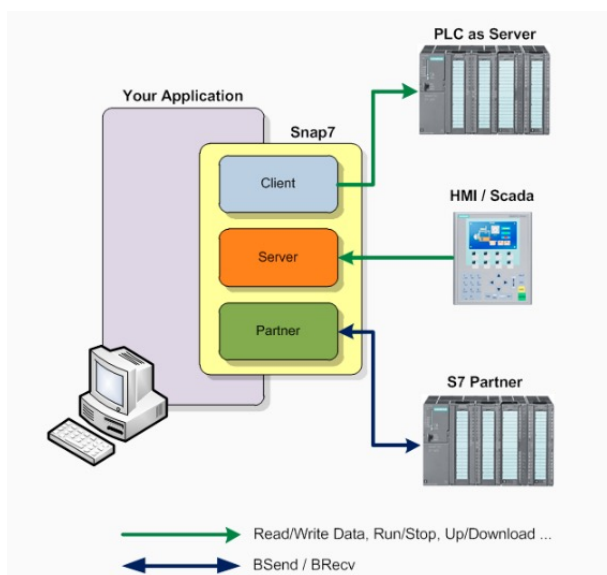 PLC as Server
Your Application
Snap7
Client
HMI / Scada
Server
Partner
S7 Partner
Read/Write Data, Run/Stop, Up/Download ...
BSend / BRecv